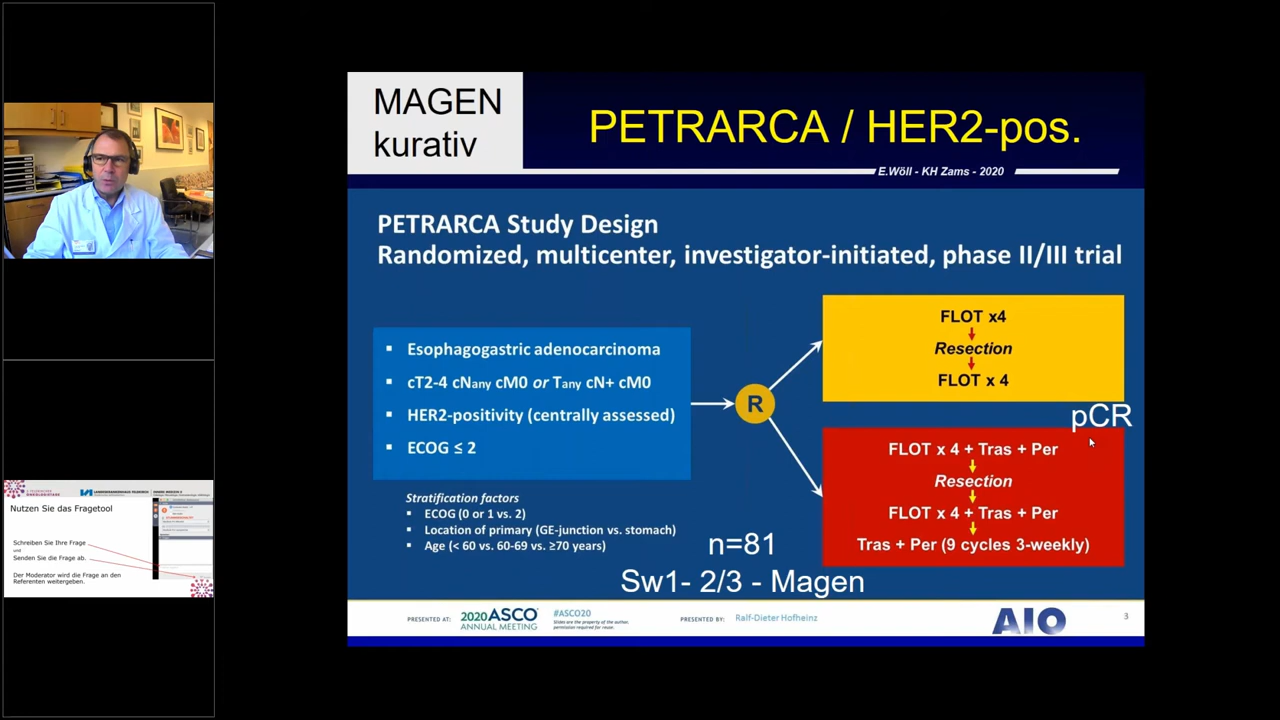 MAGEN
kurativ
PETRARCA / HER2-pos.
E.Wöll - KH Zams - 2020
PETRARCA Study Design
Randomized, multicenter, investigator-initiated, phase II/III trial
▪ Esophagogastric adenocarcinoma
▪ cT2-4 cNany cM0 or Tany cN+ cM0
▪ HER2-positivity (centrally assessed)
▪ ECOG ≤ 2
Stratification factors
▪ ECOG (0 or 1 vs. 2)
▪ Location of primary (GE-junction vs. stomach)
▪ Age (< 60 vs. 60-69 vs. ≥70 years)
R
FLOT x4
Resection
FLOT x 4
pCR
FLOT x 4 + Tras + Per
Resection
FLOT x 4 + Tras + Per
Tras + Per (9 cycles 3-weekly)
n=81
Sw1- 2/3 - Magen
PRESENTED AT:
2020 ASCO
ANNUAL MEETING
#ASCO20
Slides are the property of the author,
permission required for reuse.
PRESENTED BY:
Ralf-Dieter Hofheinz
AIO
3
Nutzen Sie das Fragetool
Schreiben Sie Ihre Frage
und
Senden Sie die Frage ab.
Der Moderator wird die Frage an den
Referenten weitergeben.